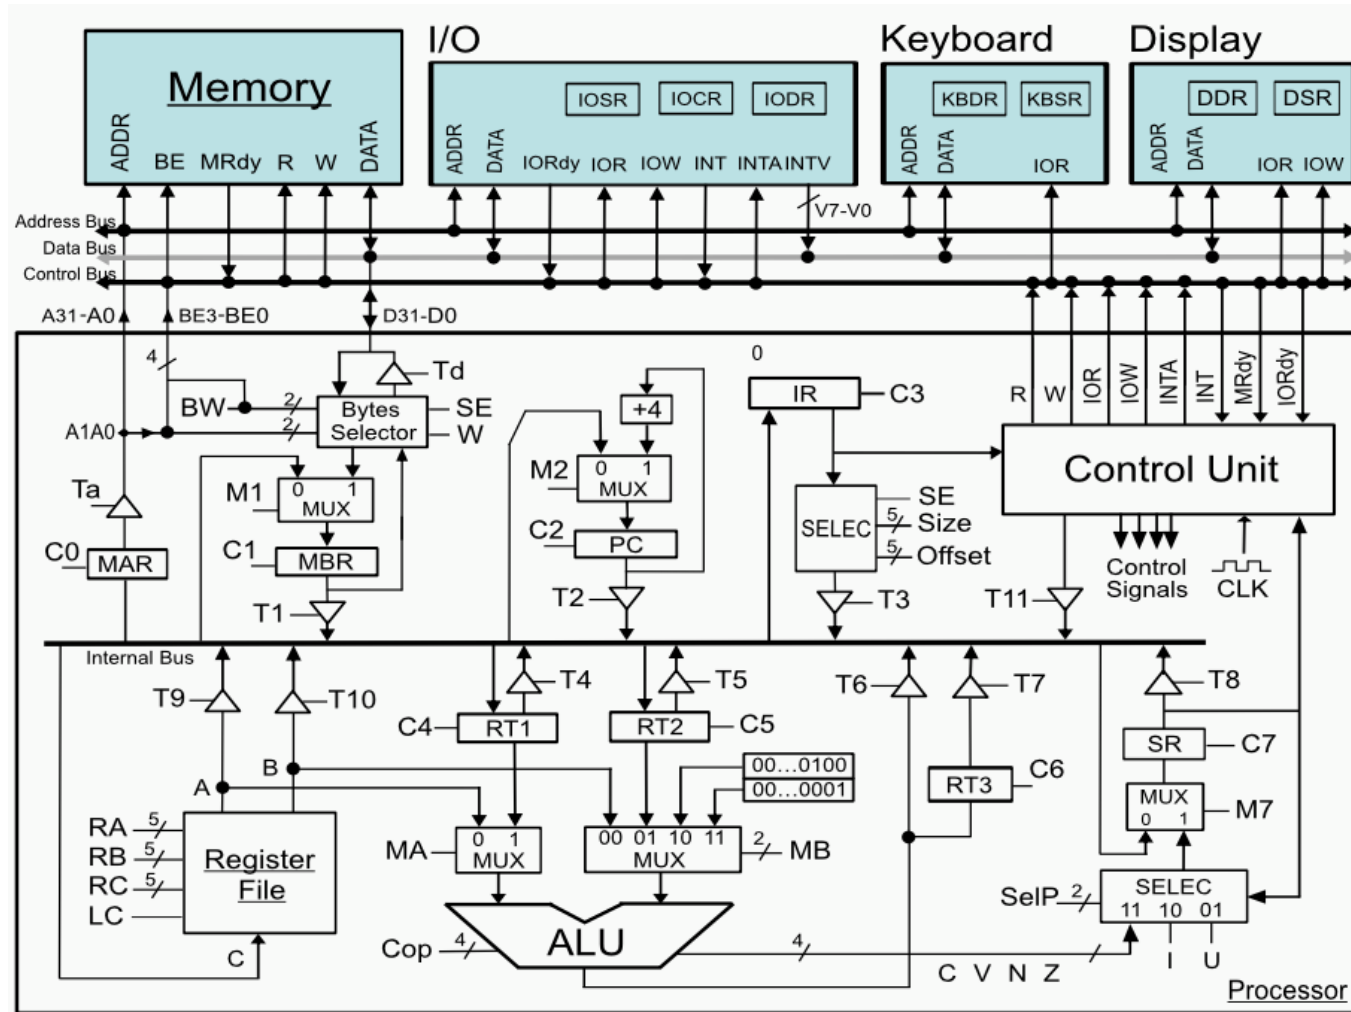 I/O
Keyboard
Display
Memory
IOSR
IOCR
IODR
KBDR
KBSR
DDR
DSR
ADDR
BE
MRdy
R
W
DATA
ADDR
DATA
IORdy
IOR
IOW
INT
INTA
INTV
ADDR
DATA
IOR
ADDR
DATA
IOR
IOW
V7-V0
Address Bus
Data Bus
Control Bus
A31-A0
BE3-BE0
D31-D0
4
Td
0
R
W
IOR
IOW
INTA
INT
MRdy
IORdy
BW
2
Bytes
Selector
SE
W
+4
IR
C3
A1A0
2
Control Unit
Ta
M1
0 1
MUX
M2
0 1
MUX
SELEC
SE
5
Size
5
Offset
C0
MAR
C1
MBR
C2
PC
Control
Signals
CLK
T1
T2
T3
T11
Internal Bus
T9
T10
T4
T5
T6
T7
T8
C4
RT1
RT2
C5
SR
C7
B
A
00...0100
00...0001
RT3
C6
MUX
0 1
M7
RA
5
RB
5
RC
5
LC
Register
File
MA
0 1
MUX
00 01 10 11
MUX
2
MB
SelP
2
SELEC
11 10 01
C
Cop
4
ALU
4
C V N Z
I
U
Processor